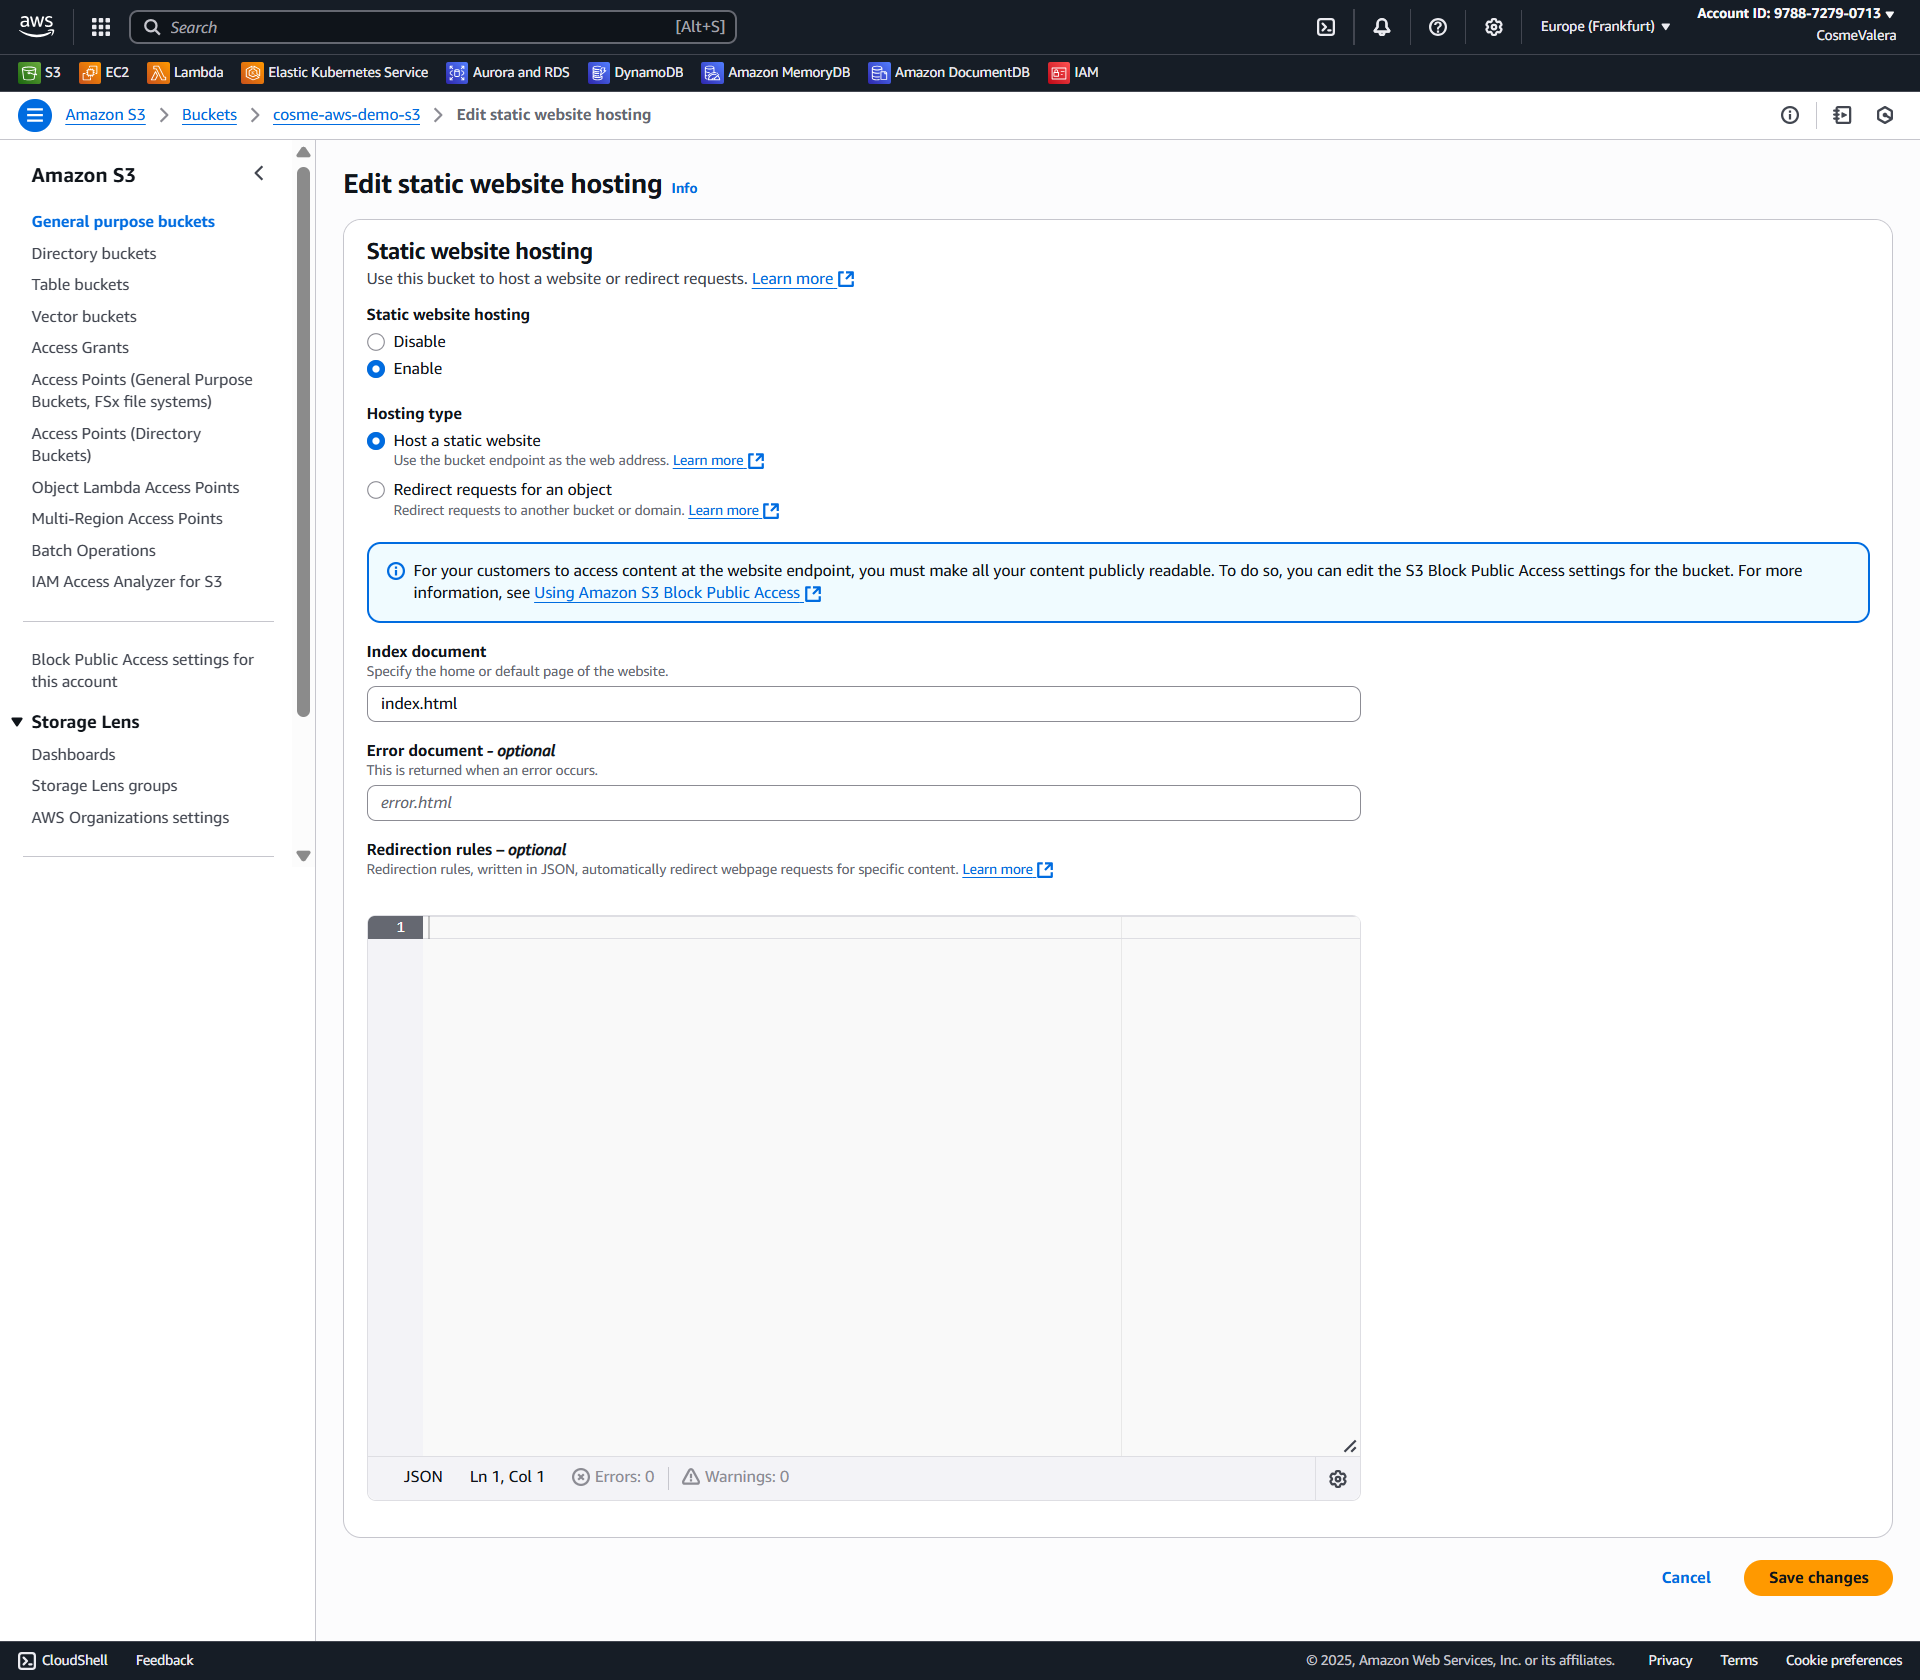 aws
Search
[Alt+S]
Europe (Frankfurt)
Account ID: 9788-7279-0713
CosmeValera
S3
EC2
Lambda
Elastic Kubernetes Service
Aurora and RDS
DynamoDB
Amazon MemoryDB
Amazon DocumentDB
IAM
Amazon S3
Buckets
cosme-aws-demo-s3
Edit static website hosting
Amazon S3
General purpose buckets
Directory buckets
Table buckets
Vector buckets
Access Grants
Access Points (General Purpose
Buckets, FSx file systems)
Access Points (Directory
Buckets)
Object Lambda Access Points
Multi-Region Access Points
Batch Operations
IAM Access Analyzer for S3
Block Public Access settings for
this account
Storage Lens
Dashboards
Storage Lens groups
AWS Organizations settings
Edit static website hosting Info
Static website hosting
Use this bucket to host a website or redirect requests. Learn more
Static website hosting
Disable
Enable
Hosting type
Host a static website
Use the bucket endpoint as the web address. Learn more
Redirect requests for an object
Redirect requests to another bucket or domain. Learn more
For your customers to access content at the website endpoint, you must make all your content publicly readable. To do so, you can edit the S3 Block Public Access settings for the bucket. For more
information, see Using Amazon S3 Block Public Access
Index document
Specify the home or default page of the website.
index.html
Error document - optional
This is returned when an error occurs.
error.html
Redirection rules – optional
Redirection rules, written in JSON, automatically redirect webpage requests for specific content. Learn more
1
JSON
Ln 1, Col 1
Errors: 0
Warnings: 0
Cancel
Save changes
CloudShell
Feedback
© 2025, Amazon Web Services, Inc. or its affiliates.
Privacy
Terms
Cookie preferences